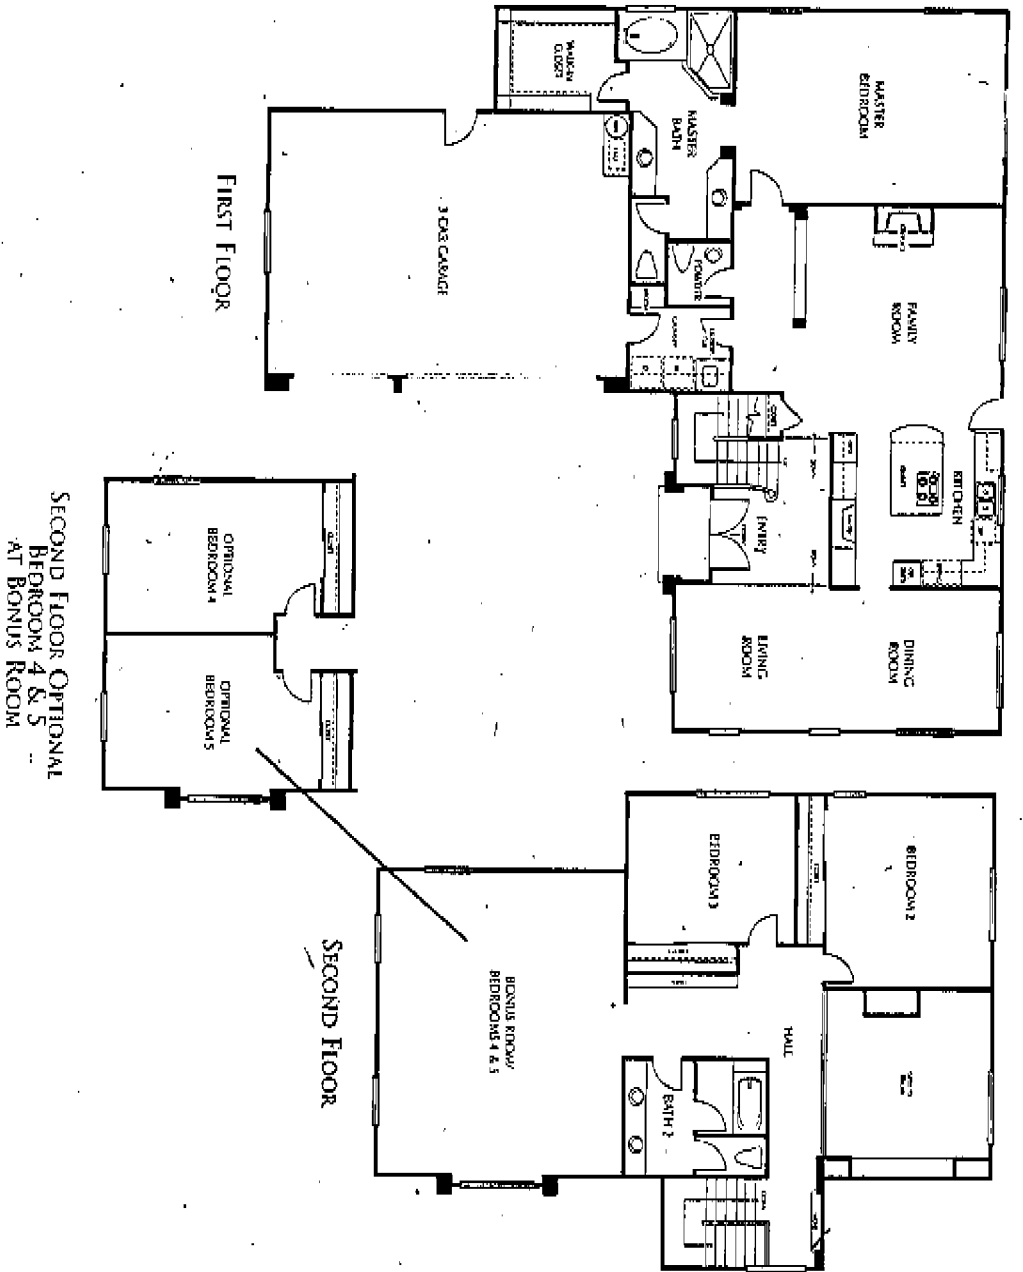 MASTER
BEDROOM
WALK-IN
CLOSET
MASTER
BATH
3-CAR GARAGE
FIRST FLOOR
POWDER
FAMILY
ROOM
KITCHEN
ENTRY
LIVING
ROOM
DINING
ROOM
OPTIONAL
BEDROOM 4
OPTIONAL
BEDROOM 5
SECOND FLOOR OPTIONAL
BEDROOM 4 & 5
AT BONUS ROOM
BEDROOM 3
BEDROOM 2
BONUS ROOM/
BEDROOMS 4 & 5
HALL
BATH 2
SECOND FLOOR